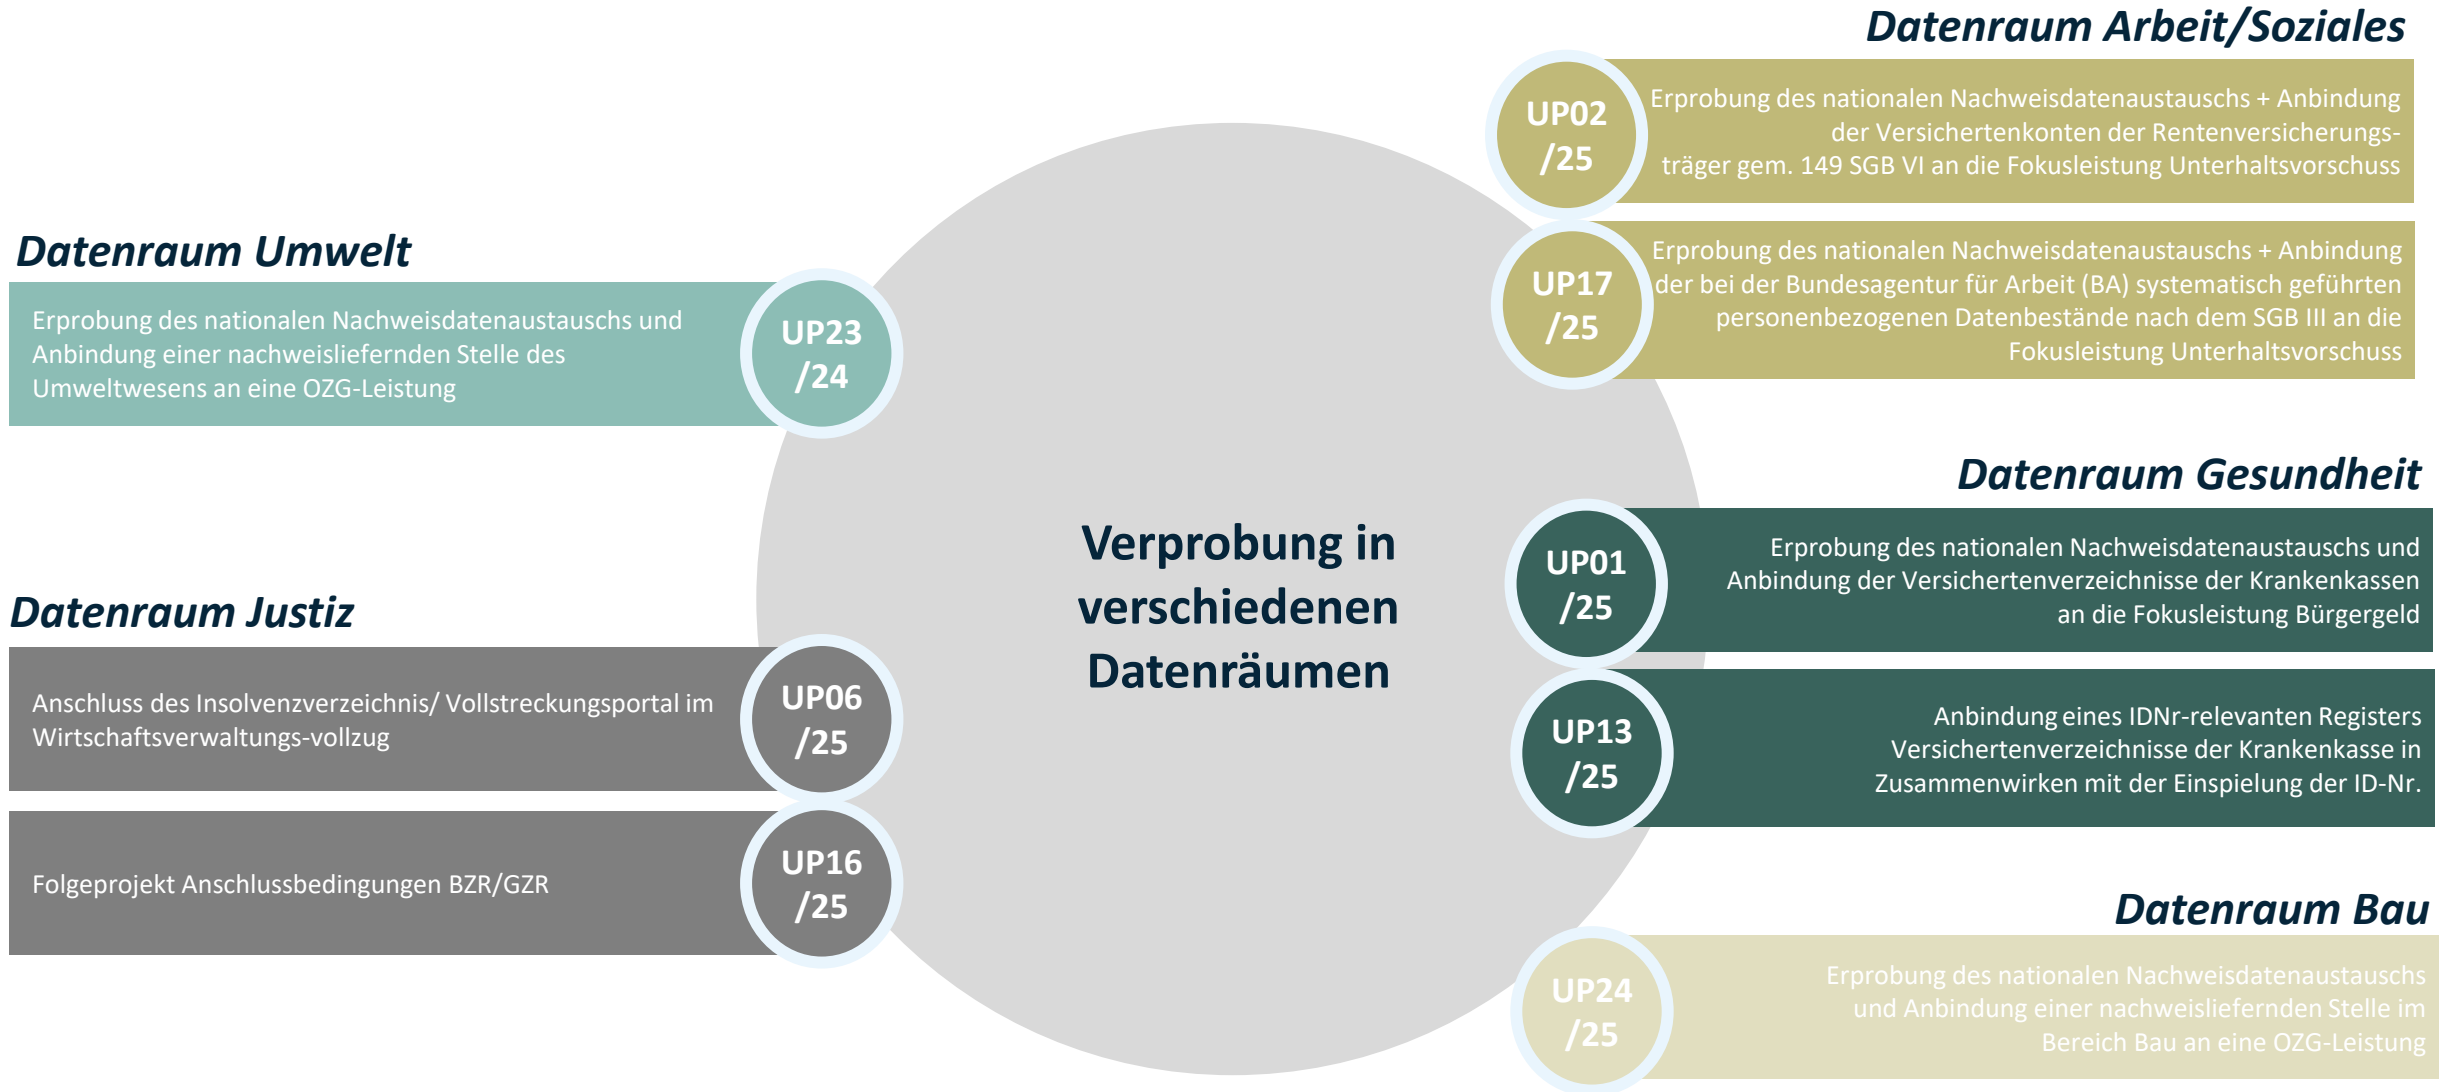 Datenraum Umwelt
Erprobung des nationalen Nachweisdatenaustauschs und
Anbindung einer nachweisliefernden Stelle des
Umweltwesens an eine OZG-Leistung
UP23
/24
Datenraum Justiz
Anschluss des Insolvenzverzeichnis/ Vollstreckungsportal im
Wirtschaftsverwaltungs-vollzug
UP06
/25
Folgeprojekt Anschlussbedingungen BZR/GZR
UP16
/25
Verprobung in
verschiedenen
Datenräumen
Datenraum Arbeit/Soziales
UP02
/25
Erprobung des nationalen Nachweisdatenaustauschs + Anbindung
der Versichertenkonten der Rentenversicherungs-
träger gem. 149 SGB VI an die Fokusleistung Unterhaltsvorschuss
UP17
/25
Erprobung des nationalen Nachweisdatenaustauschs + Anbindung
der bei der Bundesagentur für Arbeit (BA) systematisch geführten
personenbezogenen Datenbestände nach dem SGB III an die
Fokusleistung Unterhaltsvorschuss
Datenraum Gesundheit
UP01
/25
Erprobung des nationalen Nachweisdatenaustauschs und
Anbindung der Versichertenverzeichnisse der Krankenkassen
an die Fokusleistung Bürgergeld
UP13
/25
Anbindung eines IDNr-relevanten Registers
Versichertenverzeichnisse der Krankenkasse in
Zusammenwirken mit der Einspielung der ID-Nr.
Datenraum Bau
UP24
/25
Erprobung des nationalen Nachweisdatenaustauschs
und Anbindung einer nachweisliefernden Stelle im
Bereich Bau an eine OZG-Leistung